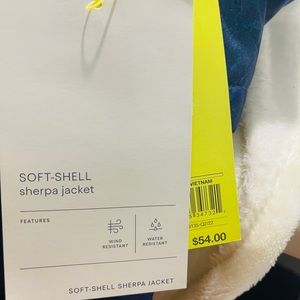 SOFT-SHELL
sherpa jacket
FEATURES
WIND
RESISTANT
WATER
RESISTANT
SOFT-SHELL SHERPA JACKET
VIETNAM
$54.00